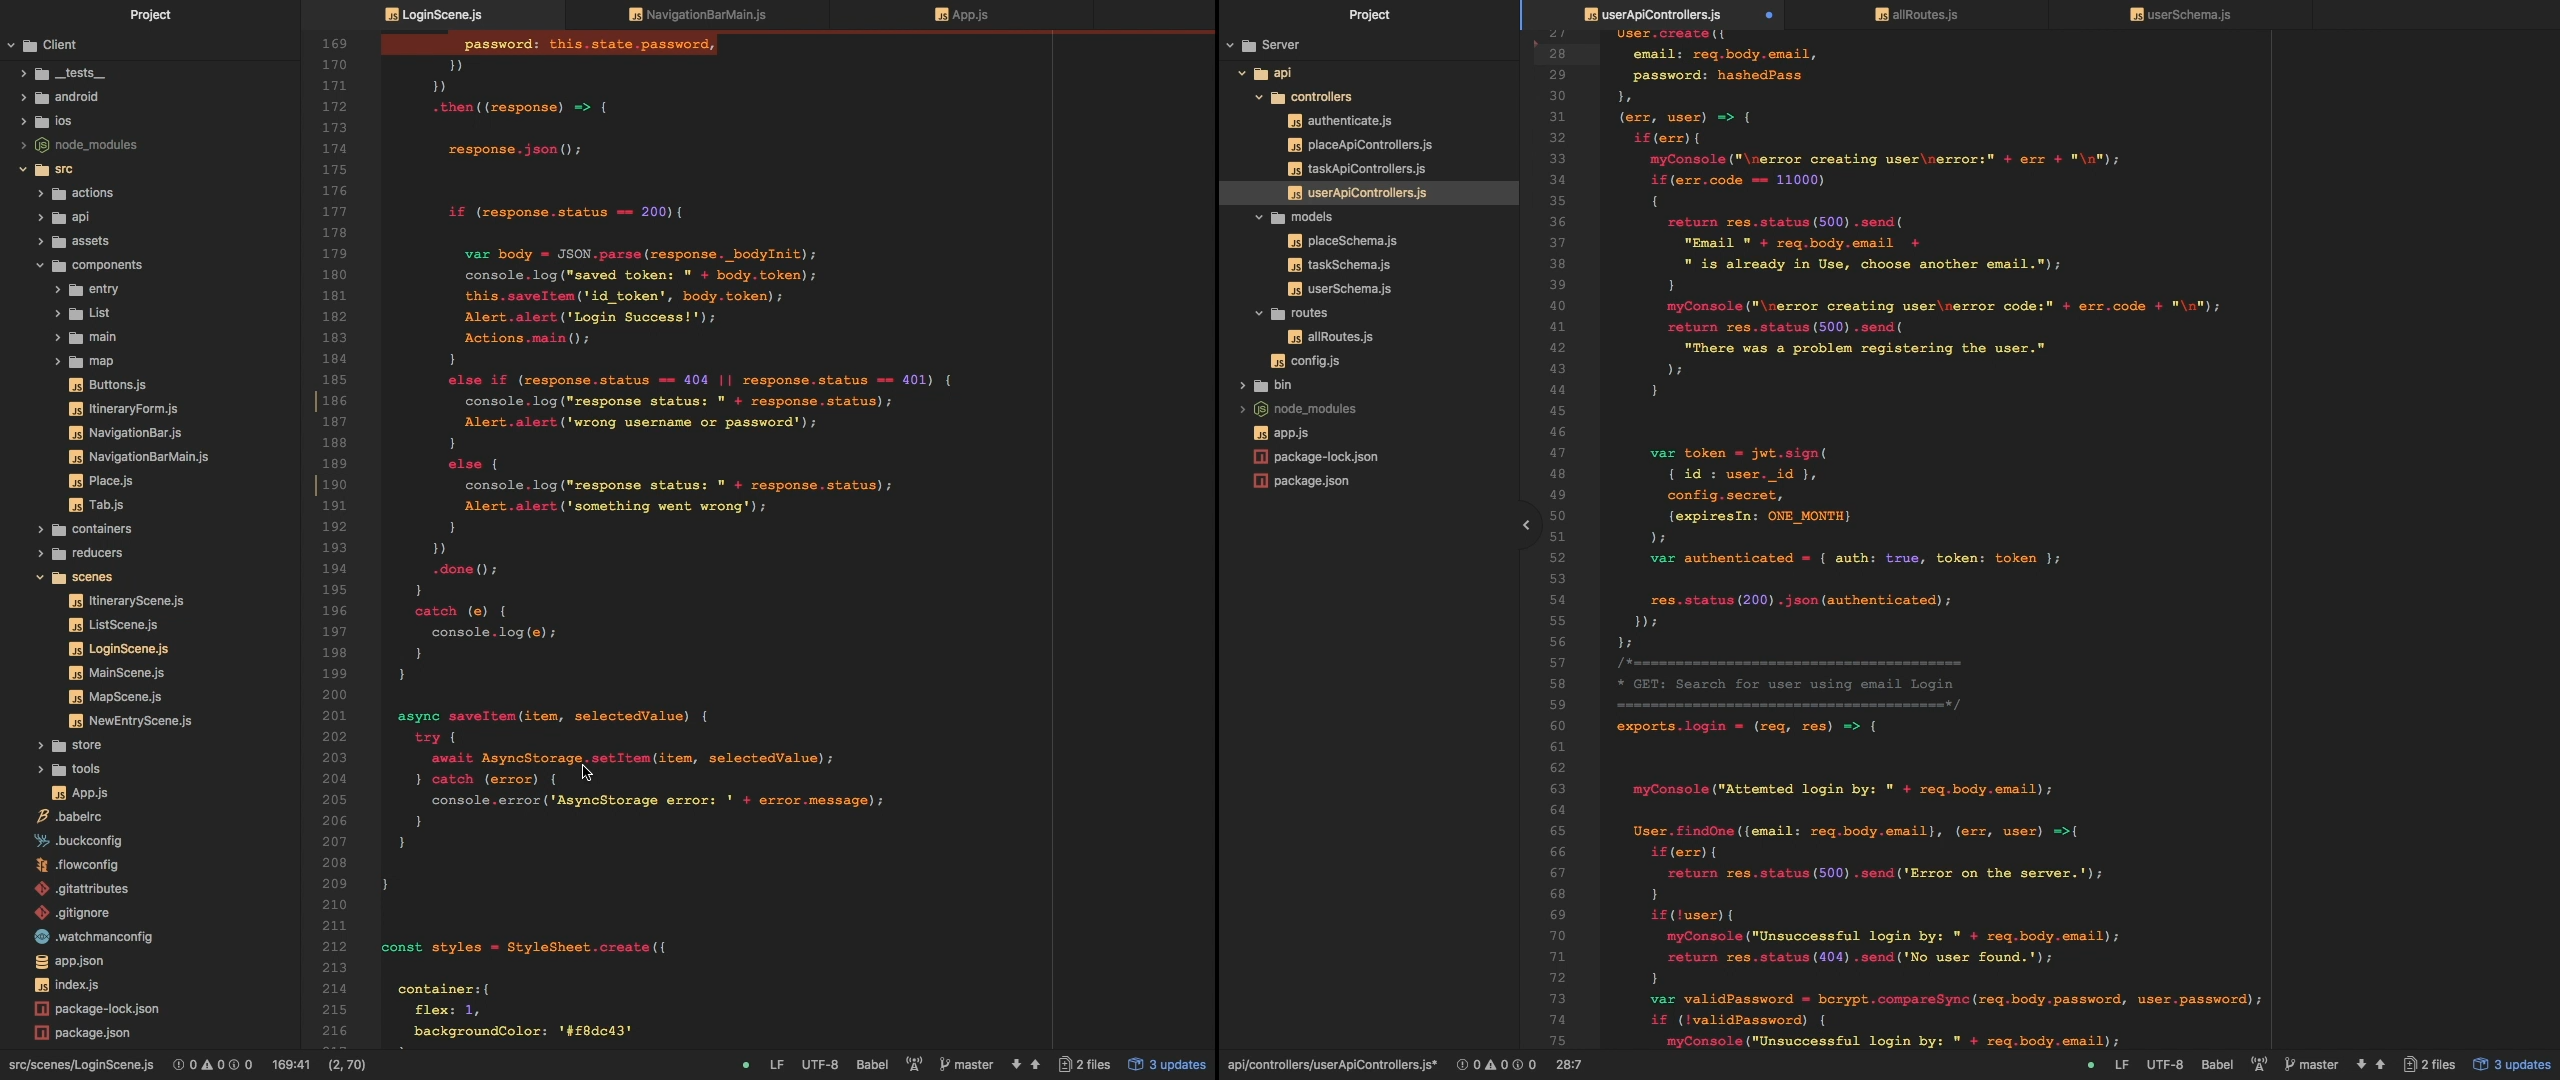 Project
Client
__tests__
android
ios
node_modules
src
actions
api
assets
components
entry
List
main
map
Buttons.js
ItineraryForm.js
NavigationBar.js
NavigationBarMain.js
Place.js
Tab.js
containers
reducers
scenes
ItineraryScene.js
ListScene.js
LoginScene.js
MainScene.js
MapScene.js
NewEntryScene.js
store
tools
App.js
.babelrc
.buckconfig
.flowconfig
.gitattributes
.gitignore
.watchmanconfig
app.json
index.js
package-lock.json
package.json
LoginScene.js NavigationBarMain.js App.js
169 password: this.state.password,
170 })
171 })
172 .then((response) => {
173
174 response.json();
175
176
177 if (response.status == 200){
178
179 var body = JSON.parse(response._bodyInit);
180 console.log("saved token: " + body.token);
181 this.saveItem('id_token', body.token);
182 Alert.alert('Login Success!');
183 Actions.main();
184 }
185 else if (response.status == 404 || response.status == 401) {
186 console.log("response status: " + response.status);
187 Alert.alert('wrong username or password');
188 }
189 else {
190 console.log("response status: " + response.status);
191 Alert.alert('something went wrong');
192 }
193 })
194 .done();
195 }
196 catch (e) {
197 console.log(e);
198 }
199 }
200
201 async saveItem(item, selectedValue) {
202 try {
203 await AsyncStorage.setItem(item, selectedValue);
204 } catch (error) {
205 console.error('AsyncStorage error: ' + error.message);
206 }
207 }
208
209 }
210
211
212 const styles = StyleSheet.create({
213
214 container:{
215 flex: 1,
216 backgroundColor: '#f8dc43'
src/scenes/LoginScene.js 0 0 0 169:41 (2, 70) LF UTF-8 Babel master 2 files 3 updates
Project
Server
api
controllers
authenticate.js
placeApiControllers.js
taskApiControllers.js
userApiControllers.js
models
placeSchema.js
taskSchema.js
userSchema.js
routes
allRoutes.js
config.js
bin
node_modules
app.js
package-lock.json
package.json
userApiControllers.js allRoutes.js userSchema.js
27 User.create({
28 email: req.body.email,
29 password: hashedPass
30 },
31 (err, user) => {
32 if(err){
33 myConsole("\nerror creating user\nerror:" + err + "\n");
34 if(err.code == 11000)
35 {
36 return res.status(500).send(
37 "Email " + req.body.email +
38 " is already in Use, choose another email.");
39 }
40 myConsole("\nerror creating user\nerror code:" + err.code + "\n");
41 return res.status(500).send(
42 "There was a problem registering the user."
43 );
44 }
45
46
47 var token = jwt.sign(
48 { id : user._id },
49 config.secret,
50 {expiresIn: ONE_MONTH}
51 );
52 var authenticated = { auth: true, token: token };
53
54 res.status(200).json(authenticated);
55 });
56 };
57 /*=======================================
58 * GET: Search for user using email Login
59 =======================================*/
60 exports.login = (req, res) => {
61
62
63 myConsole("Attemted login by: " + req.body.email);
64
65 User.findOne({email: req.body.email}, (err, user) =>{
66 if(err){
67 return res.status(500).send('Error on the server.');
68 }
69 if(!user){
70 myConsole("Unsuccessful login by: " + req.body.email);
71 return res.status(404).send('No user found.');
72 }
73 var validPassword = bcrypt.compareSync(req.body.password, user.password);
74 if (!validPassword) {
75 myConsole("Unsuccessful login by: " + req.body.email);
api/controllers/userApiControllers.js* 0 0 0 28:7 LF UTF-8 Babel master 2 files 3 updates